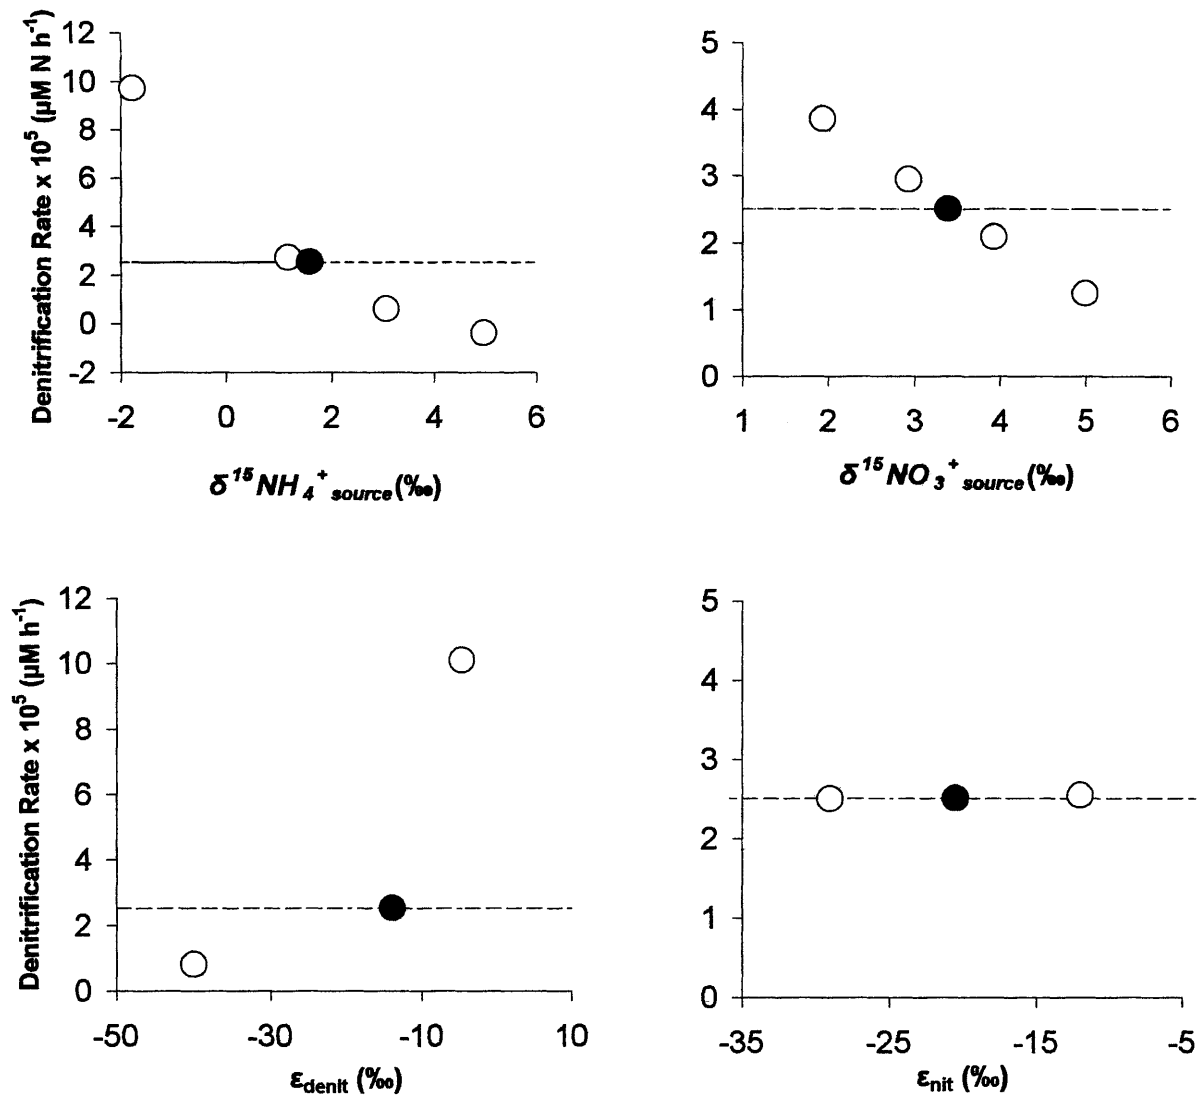 Denitrification Rate x 10⁵ (µM N h⁻¹)
12
10
8
6
4
2
0
-2
-2 0 2 4 6
δ¹⁵NH₄⁺ source (‰)
5
4
3
2
1
0
1 2 3 4 5 6
δ¹⁵NO₃⁺ source (‰)
Denitrification Rate x 10⁵ (µM h⁻¹)
12
10
8
6
4
2
0
-50 -30 -10 10
εdenit (‰)
5
4
3
2
1
0
-35 -25 -15 -5
εnit (‰)